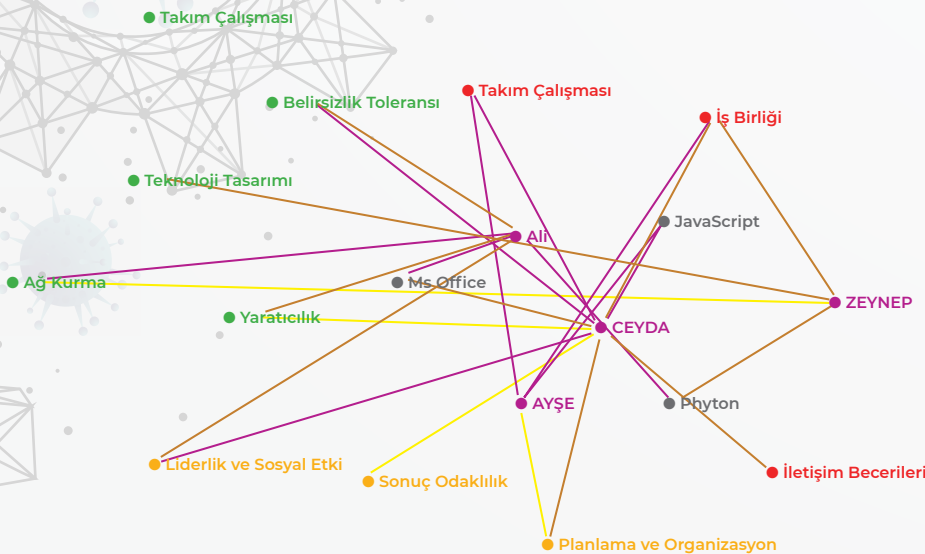 Takım Çalışması
Takım Çalışması
Belirsizlik Toleransı
İş Birliği
Teknoloji Tasarımı
JavaScript
Ali
Ağ Kurma
Ms Office
ZEYNEP
Yaratıcılık
CEYDA
AYŞE
Phyton
Liderlik ve Sosyal Etki
İletişim Becerileri
Sonuç Odaklılık
Planlama ve Organizasyon